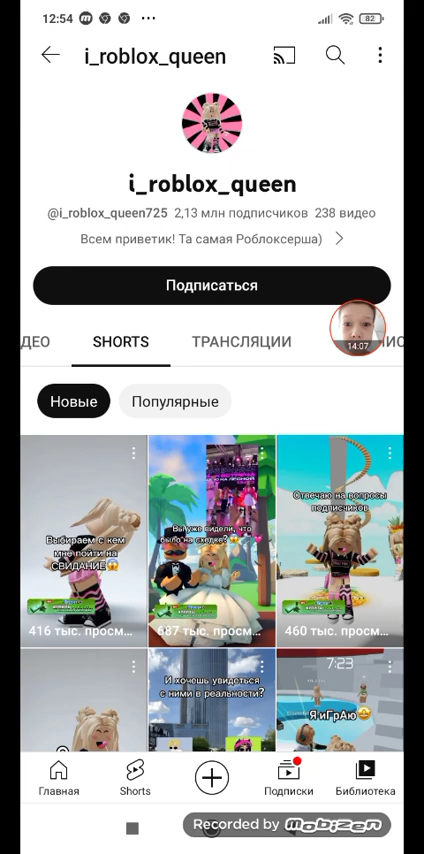 12:54
82
i_roblox_queen
i_roblox_queen
@i_roblox_queen725 2,13 млн подписчиков 238 видео
Всем приветик! Та самая Роблоксерша)
Подписаться
ДЕО SHORTS ТРАНСЛЯЦИИ
14:07
Новые Популярные
Выбираем с кем
мне пойти на
СВИДАНИЕ
416 тыс. просм...
Вы уже видели, что
было на сходке?
687 тыс. просм...
Отвечаю на вопросы
подписчиков
460 тыс. просм...
И хочешь увидеться
с ними в реальности?
7:23
Я:иГрАю
Главная Shorts Подписки Библиотека
Recorded by Mobizen